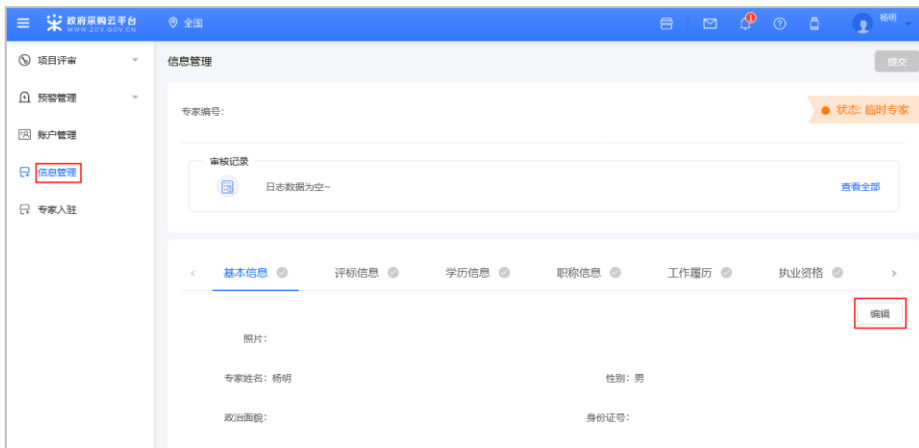 政府采购云平台 全国 杨明
WWW.ZCY.GOV.CN
项目评审 信息管理 提交
预警管理
专家编号： 状态: 临时专家
账户管理
审核记录
信息管理 日志数据为空~ 查看全部
专家入驻
基本信息 评标信息 学历信息 职称信息 工作履历 执业资格
编辑
照片：
专家姓名：杨明 性别：男
政治面貌： 身份证号：